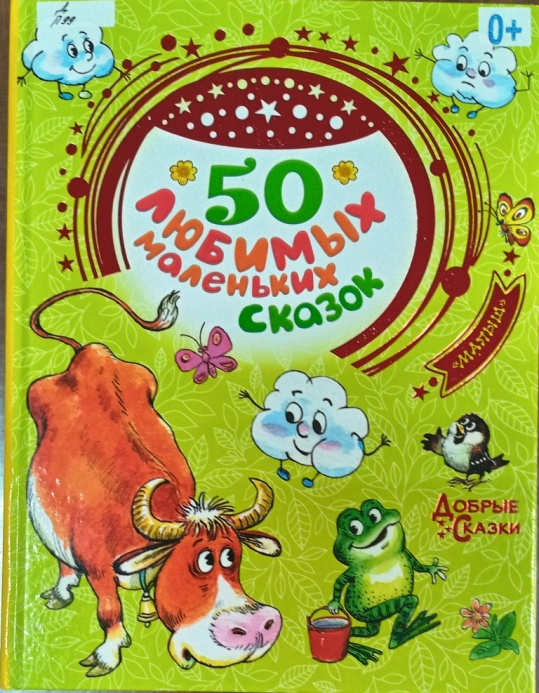 0+
50
ЛЮБИМЫХ
маленьких
сказок
«МАЛЫШ»
ДОБРЫЕ
СКАЗКИ